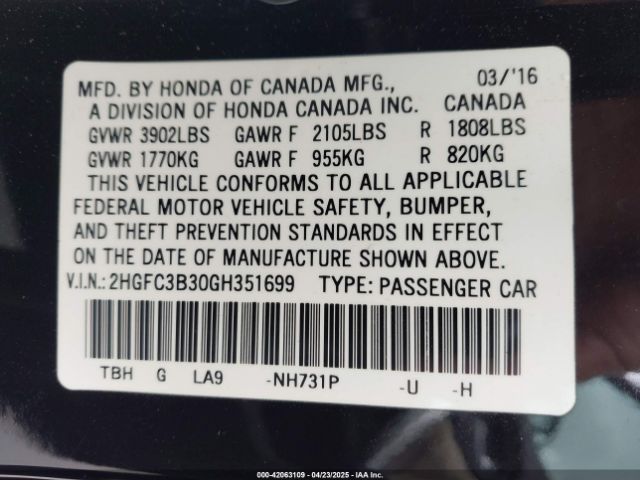 MFD. BY HONDA OF CANADA MFG., 03/'16
A DIVISION OF HONDA CANADA INC. CANADA
GVWR 3902LBS GAWR F 2105LBS R 1808LBS
GVWR 1770KG GAWR F 955KG R 820KG
THIS VEHICLE CONFORMS TO ALL APPLICABLE
FEDERAL MOTOR VEHICLE SAFETY, BUMPER,
AND THEFT PREVENTION STANDARDS IN EFFECT
ON THE DATE OF MANUFACTURE SHOWN ABOVE.
V.I.N.: 2HGFC3B30GH351699 TYPE: PASSENGER CAR
TBH G LA9 -NH731P -U -H
000-42063109 - 04/23/2025 - IAA Inc.